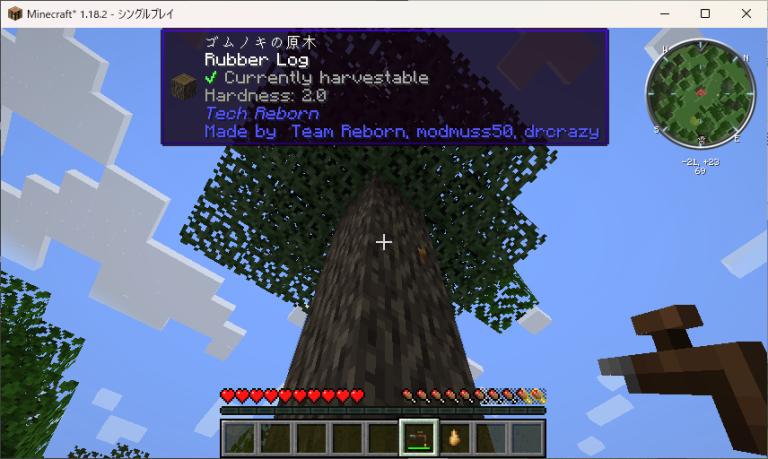 Minecraft* 1.18.2 - シングルプレイ
ゴムノキの原木
Rubber Log
✓ Currently harvestable
Hardness: 2.0
Tech Reborn
Made by Team Reborn, modmuss50, drcrazy
W
N
S
E
-21, +23
69